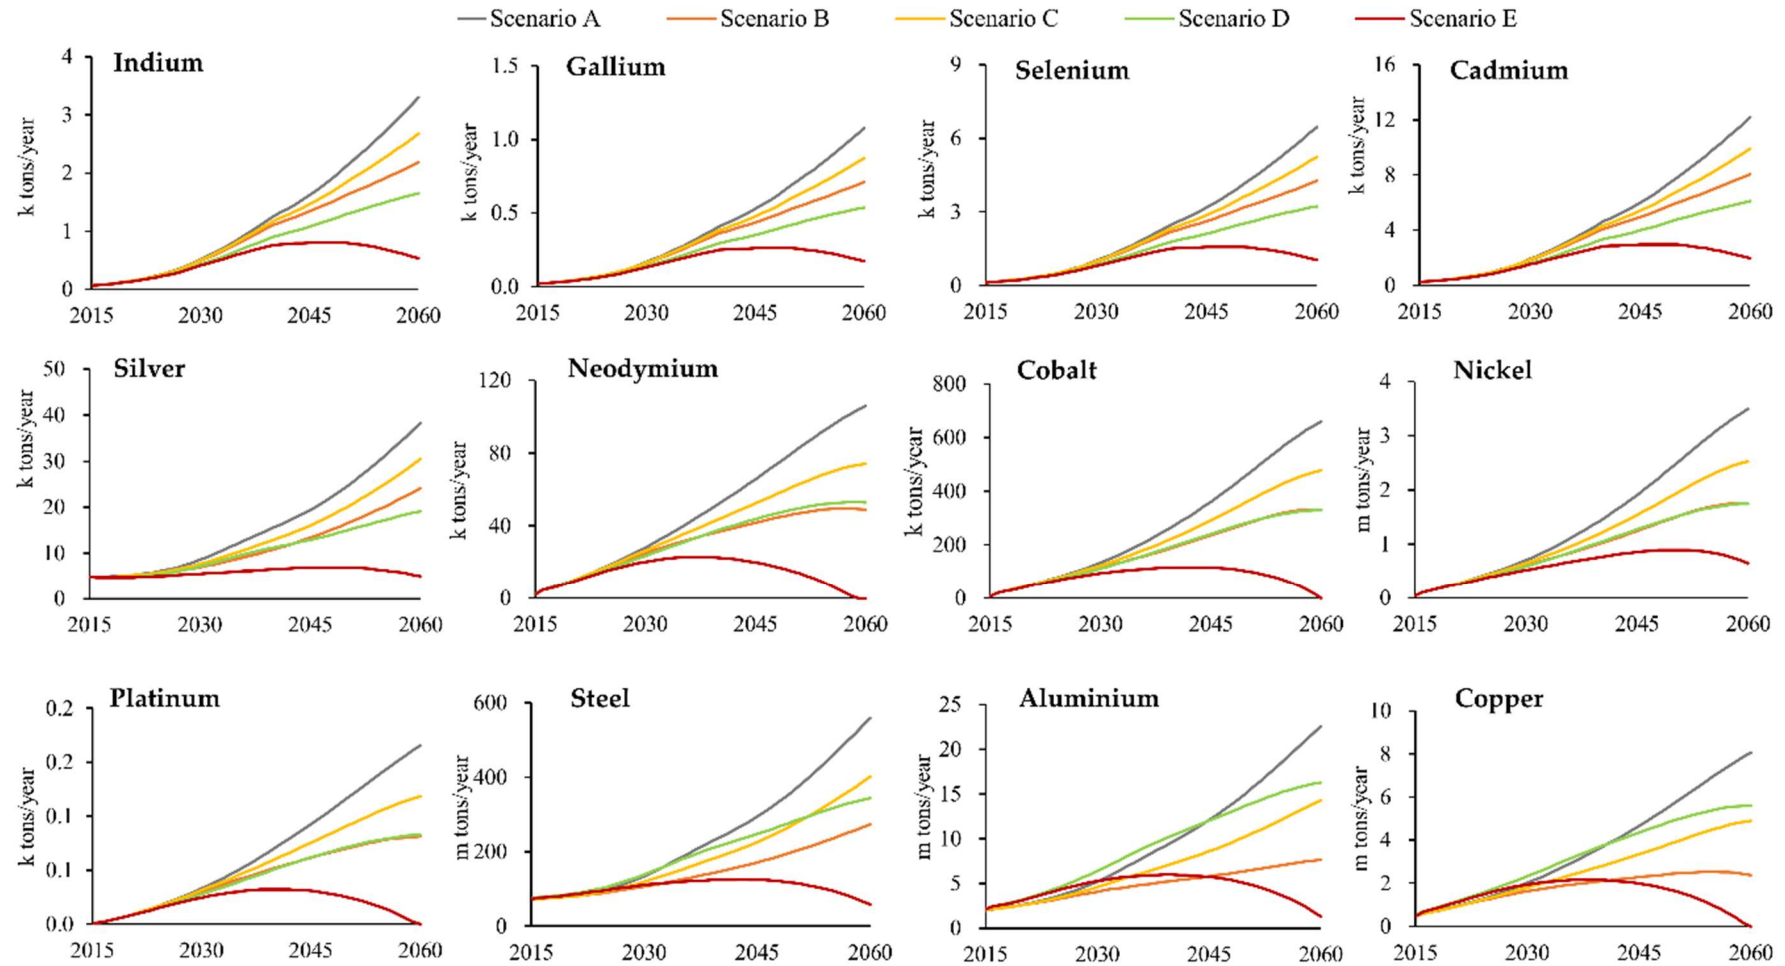 Scenario A Scenario B Scenario C Scenario D Scenario E
Indium
4
3
2
1
0
k tons/year
2015 2030 2045 2060
Gallium
1.5
1.0
0.5
0.0
k tons/year
2015 2030 2045 2060
Selenium
9
6
3
0
k tons/year
2015 2030 2045 2060
Cadmium
16
12
8
4
0
k tons/year
2015 2030 2045 2060
Silver
50
40
30
20
10
0
k tons/year
2015 2030 2045 2060
Neodymium
120
80
40
0
k tons/year
2015 2030 2045 2060
Cobalt
800
600
400
200
0
k tons/year
2015 2030 2045 2060
Nickel
4
3
2
1
0
m tons/year
2015 2030 2045 2060
Platinum
0.2
0.2
0.1
0.1
0.0
k tons/year
2015 2030 2045 2060
Steel
600
400
200
0
m tons/year
2015 2030 2045 2060
Aluminium
25
20
15
10
5
0
m tons/year
2015 2030 2045 2060
Copper
10
8
6
4
2
0
m tons/year
2015 2030 2045 2060